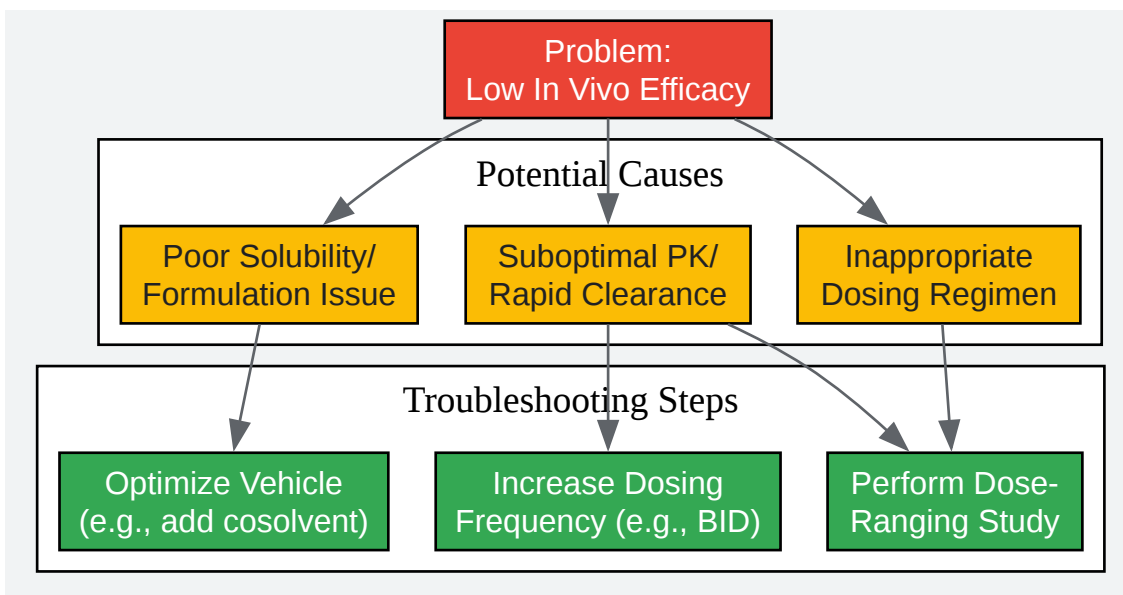 Problem:
Low In Vivo Efficacy
Potential Causes
Poor Solubility/
Formulation Issue
Suboptimal PK/
Rapid Clearance
Inappropriate
Dosing Regimen
Troubleshooting Steps
Optimize Vehicle
(e.g., add cosolvent)
Increase Dosing
Frequency (e.g., BID)
Perform Dose-
Ranging Study